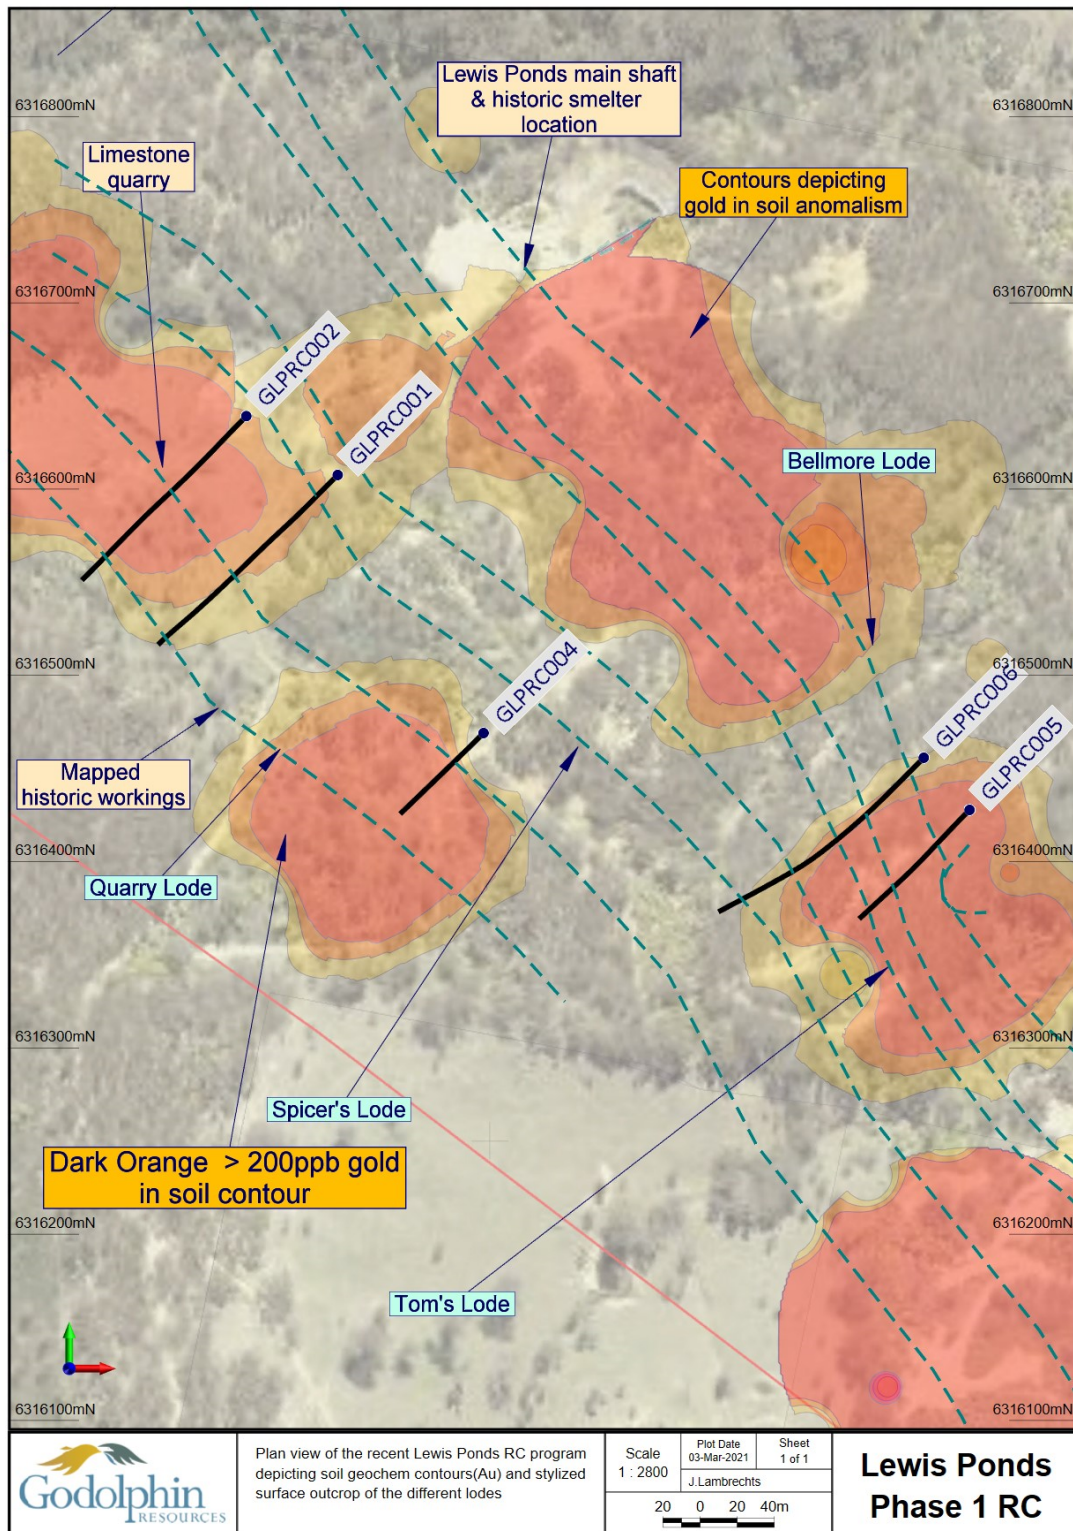 6316800mN
6316800mN
Lewis Ponds main shaft
& historic smelter
location
Limestone
quarry
Contours depicting
gold in soil anomalism
6316700mN
6316700mN
GLPRC002
GLPRC001
Bellmore Lode
6316600mN
6316600mN
GLPRC004
6316500mN
6316500mN
GLPRC006
GLPRC005
Mapped
historic workings
6316400mN
6316400mN
Quarry Lode
6316300mN
6316300mN
Spicer's Lode
Dark Orange > 200ppb gold
in soil contour
6316200mN
6316200mN
Tom's Lode
6316100mN
6316100mN
Godolphin
RESOURCES
Plan view of the recent Lewis Ponds RC program
depicting soil geochem contours(Au) and stylized
surface outcrop of the different lodes
Scale
1 : 2800
Plot Date
03-Mar-2021
Sheet
1 of 1
J.Lambrechts
20 0 20 40m
Lewis Ponds
Phase 1 RC